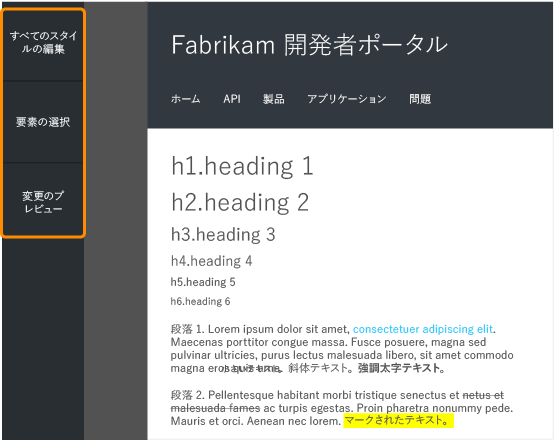 すべてのスタイ
ルの編集
要素の選択
変更のプ
レビュー
Fabrikam 開発者ポータル
ホーム API 製品 アプリケーション 問題
h1.heading 1
h2.heading 2
h3.heading 3
h4.heading 4
h5.heading 5
h6.heading 6
段落 1. Lorem ipsum dolor sit amet, consectetuer adipiscing elit.
Maecenas porttitor congue massa. Fusce posuere, magna sed
pulvinar ultricies, purus lectus malesuada libero, sit amet commodo
magna eros quis urna. 斜体テキスト。 強調太字テキスト。
段落 2. Pellentesque habitant morbi tristique senectus et netus et
malesuada fames ac turpis egestas. Proin pharetra nonummy pede.
Mauris et orci. Aenean nec lorem. マークされたテキスト。